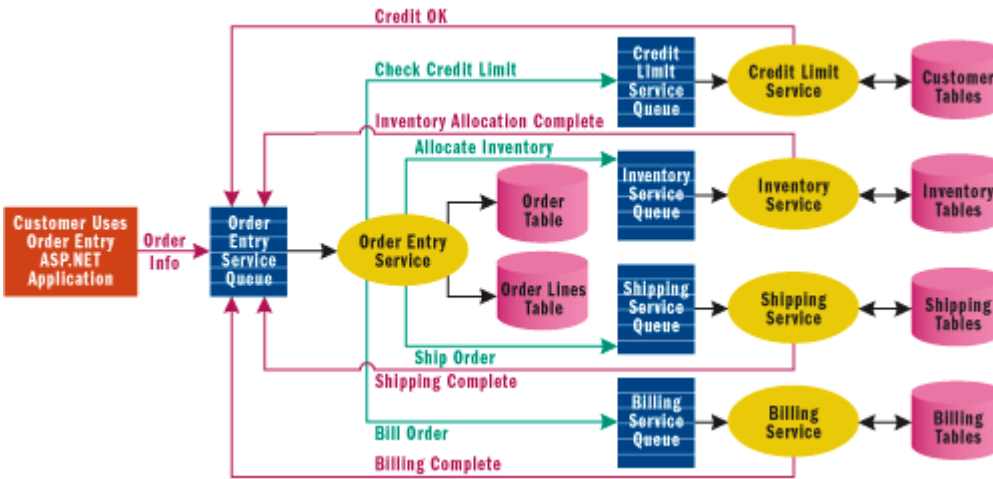 Credit OK
Check Credit Limit
Credit
Limit
Service
Queue
Credit Limit
Service
Customer
Tables
Inventory Allocation Complete
Allocate Inventory
Inventory
Service
Queue
Inventory
Service
Inventory
Tables
Customer Uses
Order Entry
ASP.NET
Application
Order
Info
Order
Entry
Service
Queue
Order Entry
Service
Order
Table
Order Lines
Table
Shipping
Service
Queue
Shipping
Service
Shipping
Tables
Ship Order
Shipping Complete
Billing
Service
Queue
Billing
Service
Billing
Tables
Bill Order
Billing Complete